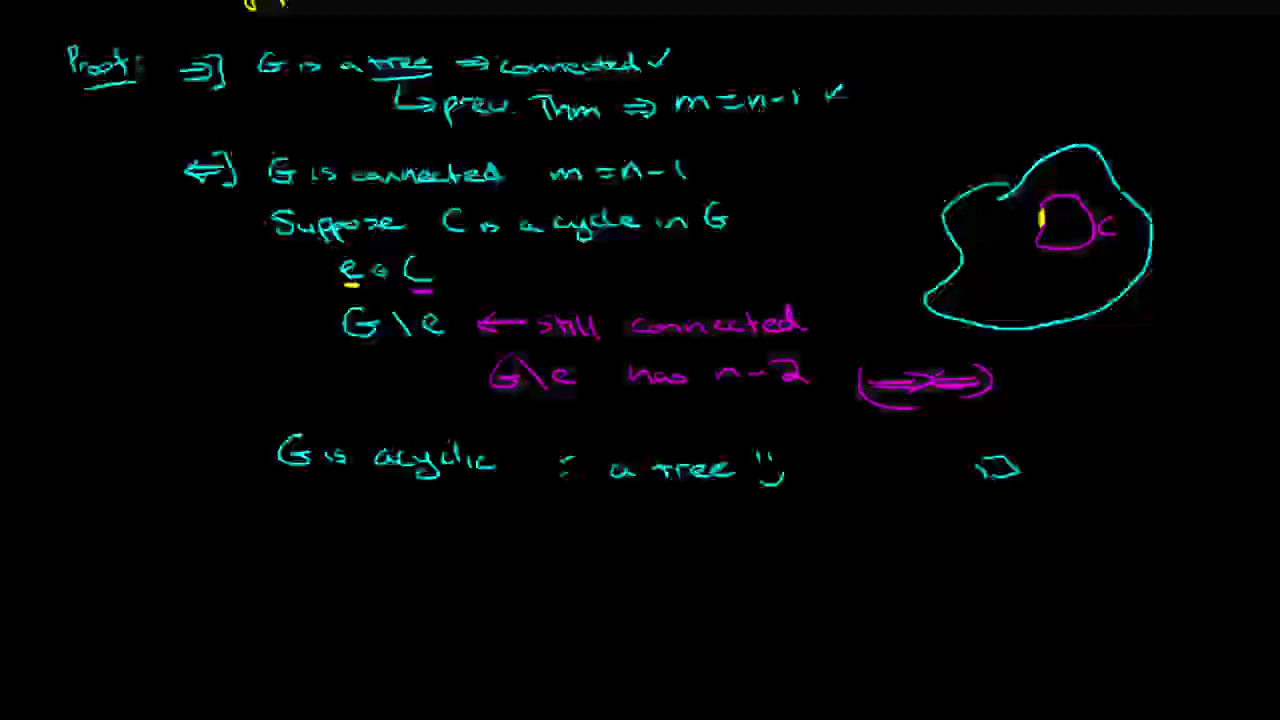 Proof: ⇒] G is a tree ⇒ connected ✓
↳ prev. Thm ⇒ m = n - 1 ✓
⇐] G is connected m = n - 1
Suppose C is a cycle in G
e ∈ C
G \ e ← still connected
G \ e has n - 2 (⇒⇐)
G is acyclic ∴ a tree :)
C